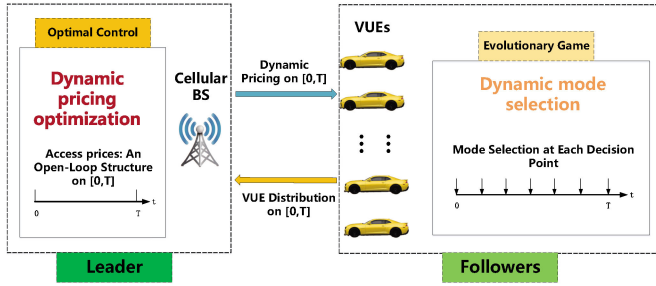 Optimal Control
Dynamic
pricing
optimization
Access prices: An
Open-Loop Structure
on [0,T]
t
0
T
Cellular
BS
Leader
Dynamic
Pricing on [0,T]
VUE Distribution
on [0,T]
VUEs
Evolutionary Game
Dynamic mode
selection
Mode Selection at Each Decision
Point
t
0
T
Followers